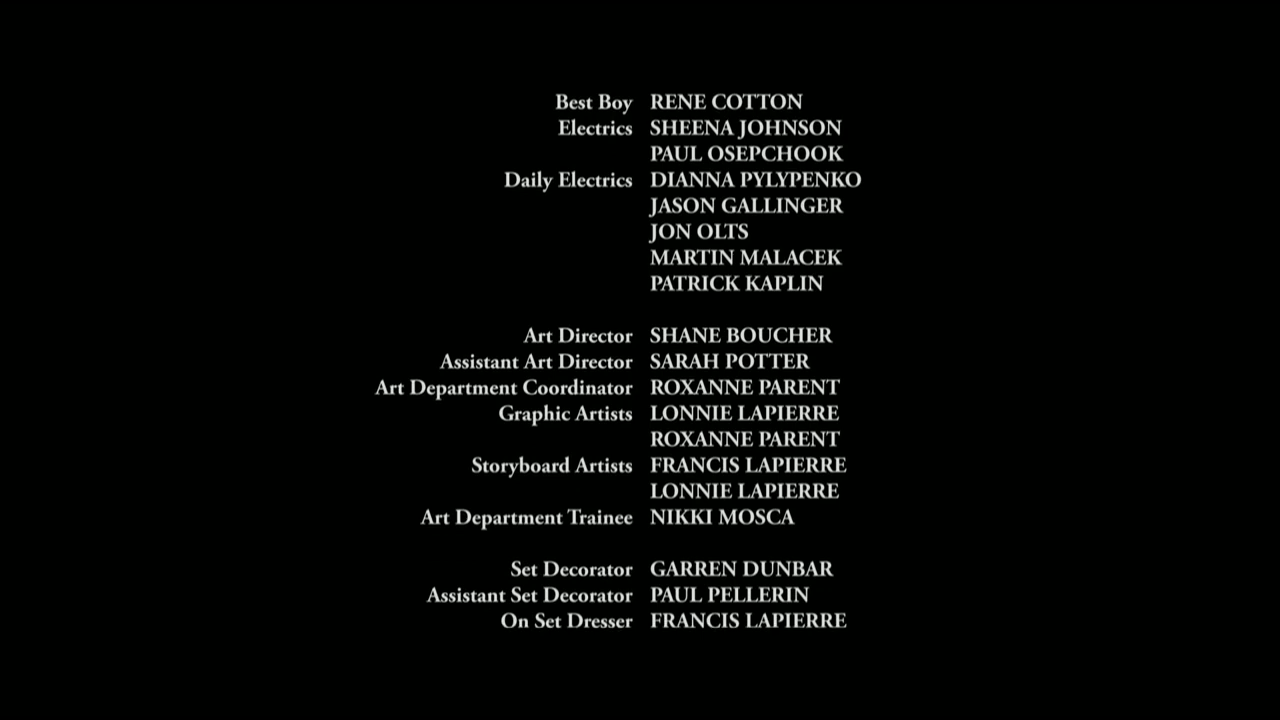 Best Boy RENE COTTON
Electrics SHEENA JOHNSON
PAUL OSEPCHOOK
Daily Electrics DIANNA PYLYPENKO
JASON GALLINGER
JON OLTS
MARTIN MALACEK
PATRICK KAPLIN
Art Director SHANE BOUCHER
Assistant Art Director SARAH POTTER
Art Department Coordinator ROXANNE PARENT
Graphic Artists LONNIE LAPIERRE
ROXANNE PARENT
Storyboard Artists FRANCIS LAPIERRE
LONNIE LAPIERRE
Art Department Trainee NIKKI MOSCA
Set Decorator GARREN DUNBAR
Assistant Set Decorator PAUL PELLERIN
On Set Dresser FRANCIS LAPIERRE